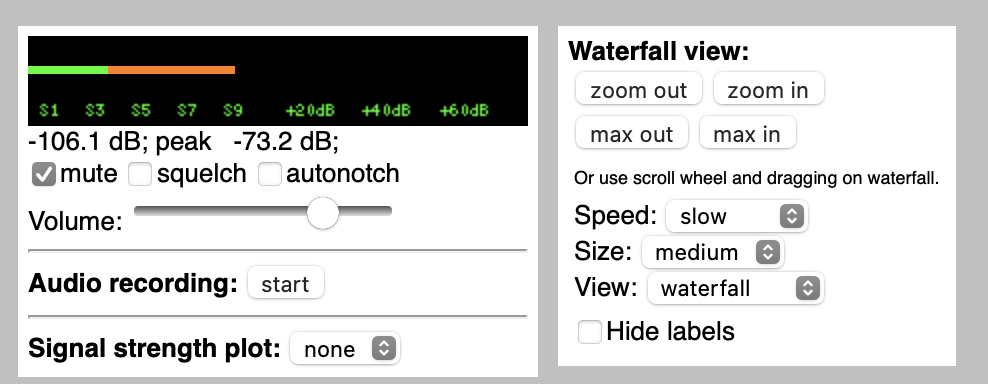 S1 S3 S5 S7 S9 +20dB +40dB +60dB
-106.1 dB; peak -73.2 dB;
mute squelch autonotch
Volume:
Audio recording: start
Signal strength plot: none
Waterfall view:
zoom out zoom in
max out max in
Or use scroll wheel and dragging on waterfall.
Speed: slow
Size: medium
View: waterfall
Hide labels